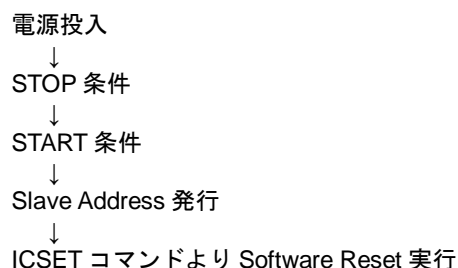 電源投入
↓
STOP 条件
↓
START 条件
↓
Slave Address 発行
↓
ICSET コマンドより Software Reset 実行